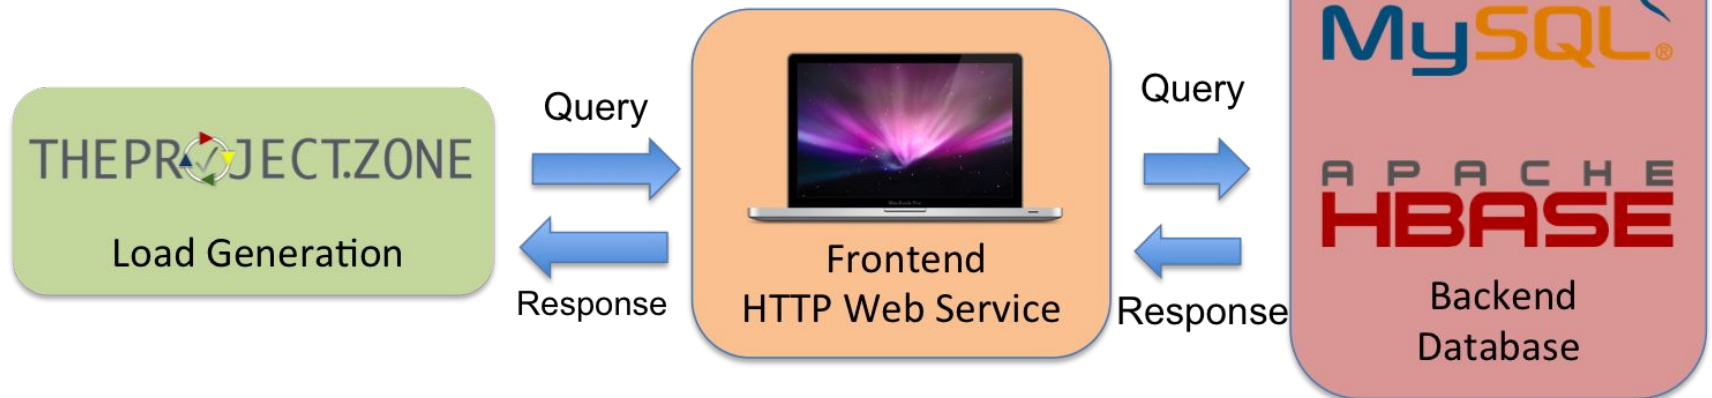 THEPROJECT.ZONE
Load Generation
Query
Response
Frontend
HTTP Web Service
Query
Response
MySQL®
APACHE
HBASE
Backend
Database